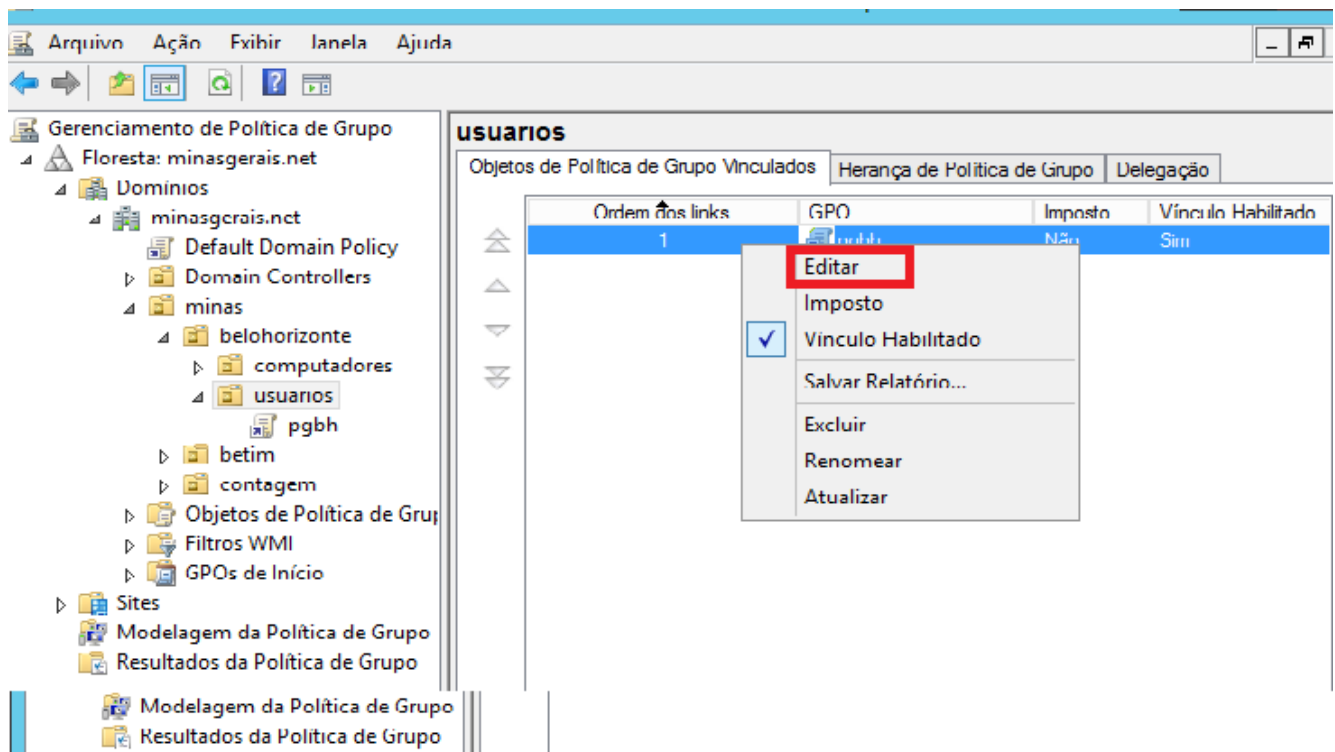 Arquivo Ação Exibir Janela Ajuda
Gerenciamento de Política de Grupo
Floresta: minasgerais.net
Domínios
minasgerais.net
Default Domain Policy
Domain Controllers
minas
belohorizonte
computadores
usuarios
pgbh
betim
contagem
Objetos de Política de Grup
Filtros WMI
GPOs de Início
Sites
Modelagem da Política de Grupo
Resultados da Política de Grupo
Modelagem da Política de Grupo
Resultados da Política de Grupo
usuarios
Objetos de Política de Grupo Vinculados Herança de Política de Grupo Delegação
Ordem dos links GPO Imposto Vínculo Habilitado
1 pgbh Não Sim
Editar
Imposto
Vínculo Habilitado
Salvar Relatório...
Excluir
Renomear
Atualizar